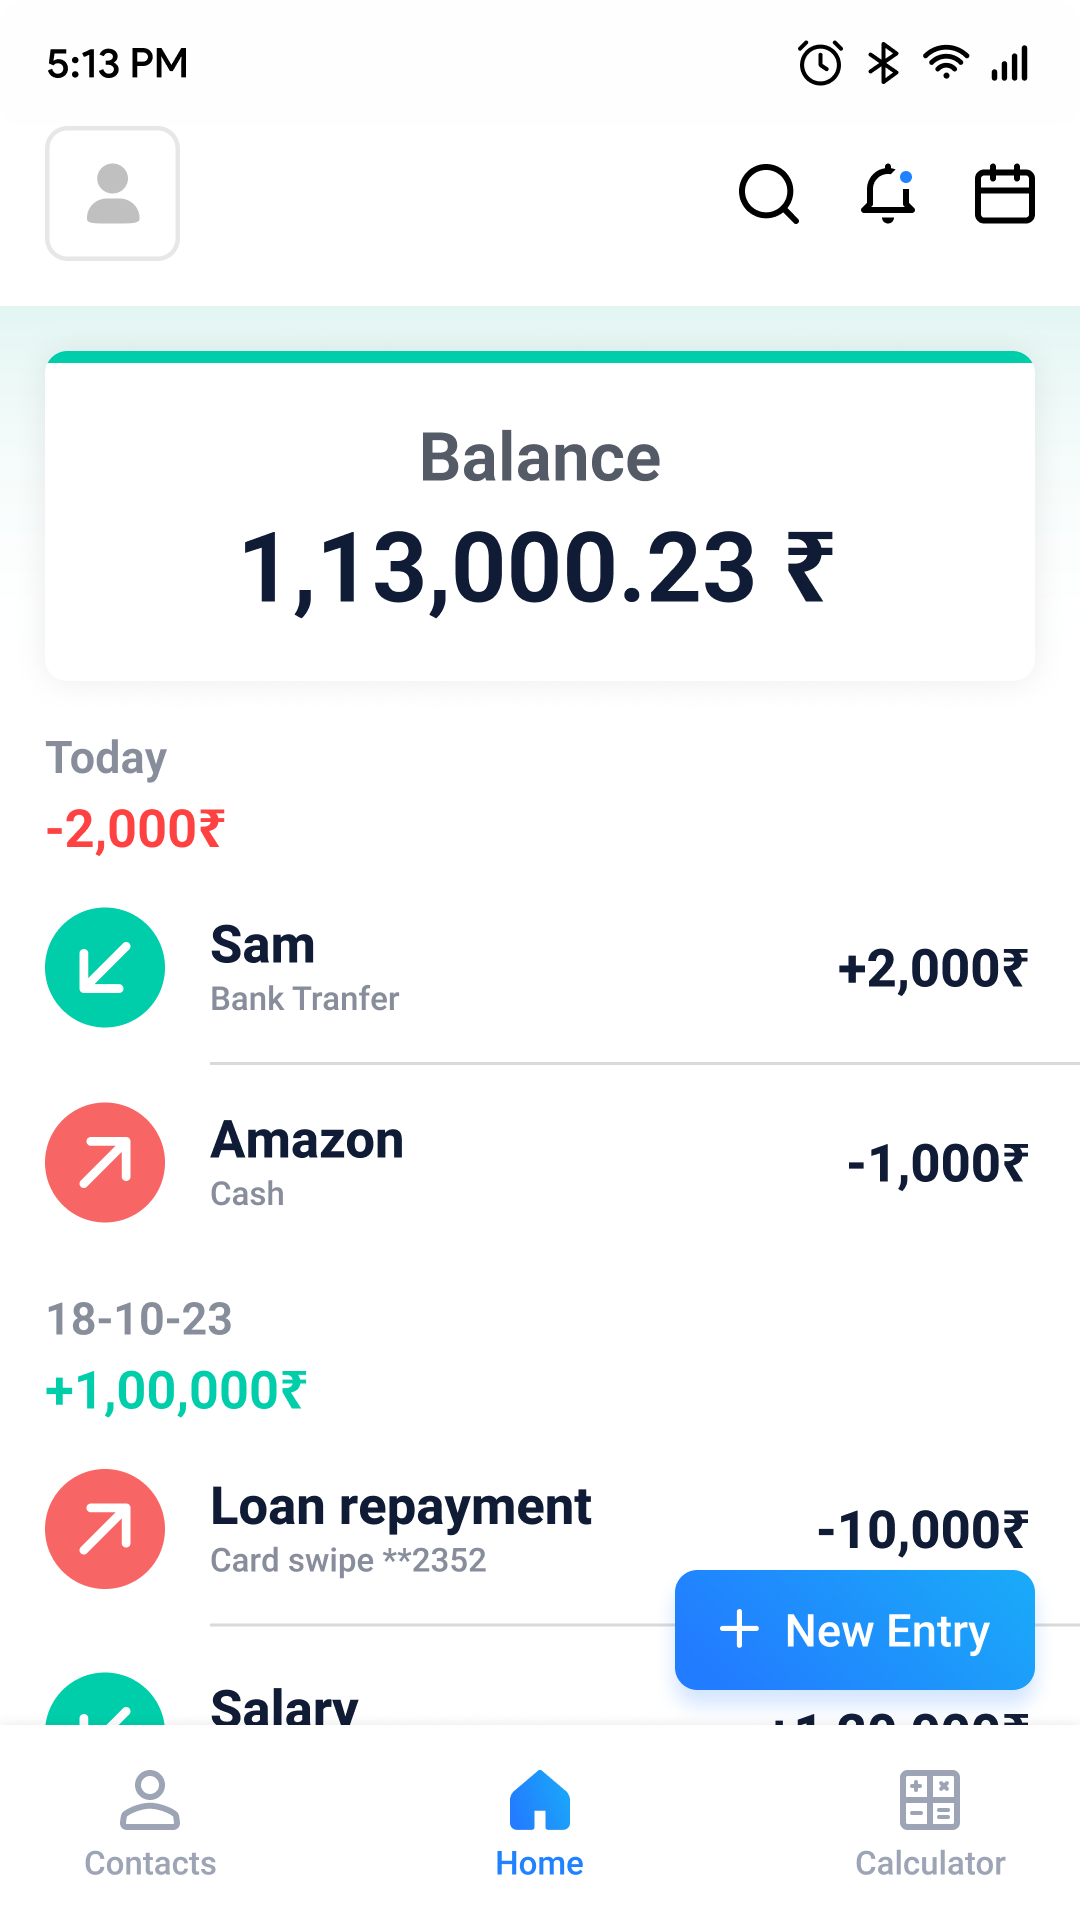 5:13 PM
Balance
1,13,000.23 ₹
Today
-2,000₹
Sam
+2,000₹
Bank Tranfer
Amazon
-1,000₹
Cash
18-10-23
+1,00,000₹
Loan repayment
-10,000₹
Card swipe **2352
New Entry
Salary
Contacts
Home
Calculator